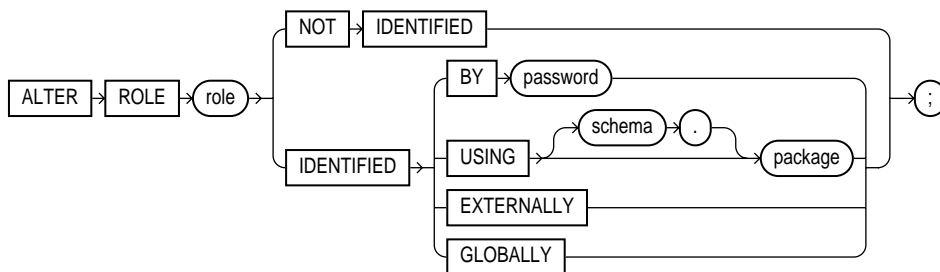 NOT IDENTIFIED
BY password
ALTER ROLE role ;
schema .
IDENTIFIED USING package
EXTERNALLY
GLOBALLY